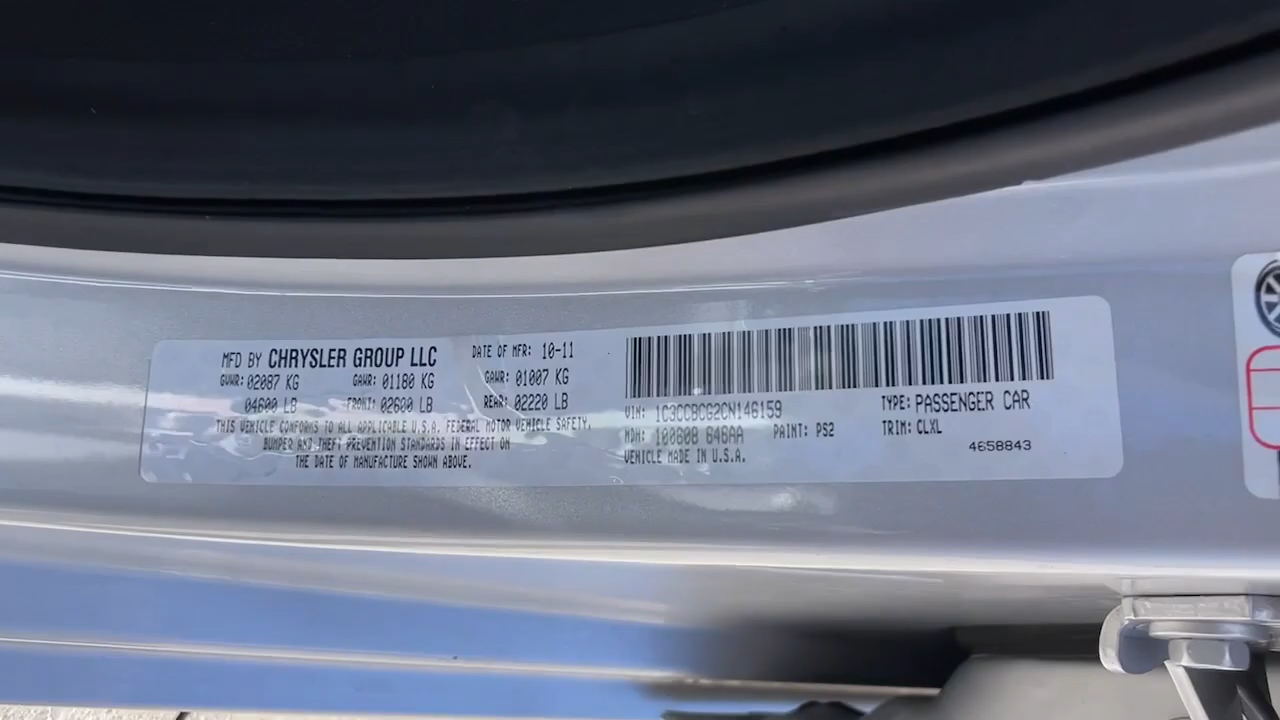 MFD BY CHRYSLER GROUP LLC DATE OF MFR: 10-11
GVWR: 02087 KG GAWR: 01180 KG GAWR: 01007 KG
04600 LB FRONT: 02600 LB REAR: 02220 LB
THIS VEHICLE CONFORMS TO ALL APPLICABLE U.S.A. FEDERAL MOTOR VEHICLE SAFETY,
BUMPER AND THEFT PREVENTION STANDARDS IN EFFECT ON
THE DATE OF MANUFACTURE SHOWN ABOVE.
VIN: 1C3CCBCG2CN146159 TYPE: PASSENGER CAR
MDH: 100608 646AA PAINT: PS2 TRIM: CLXL
VEHICLE MADE IN U.S.A. 4658843